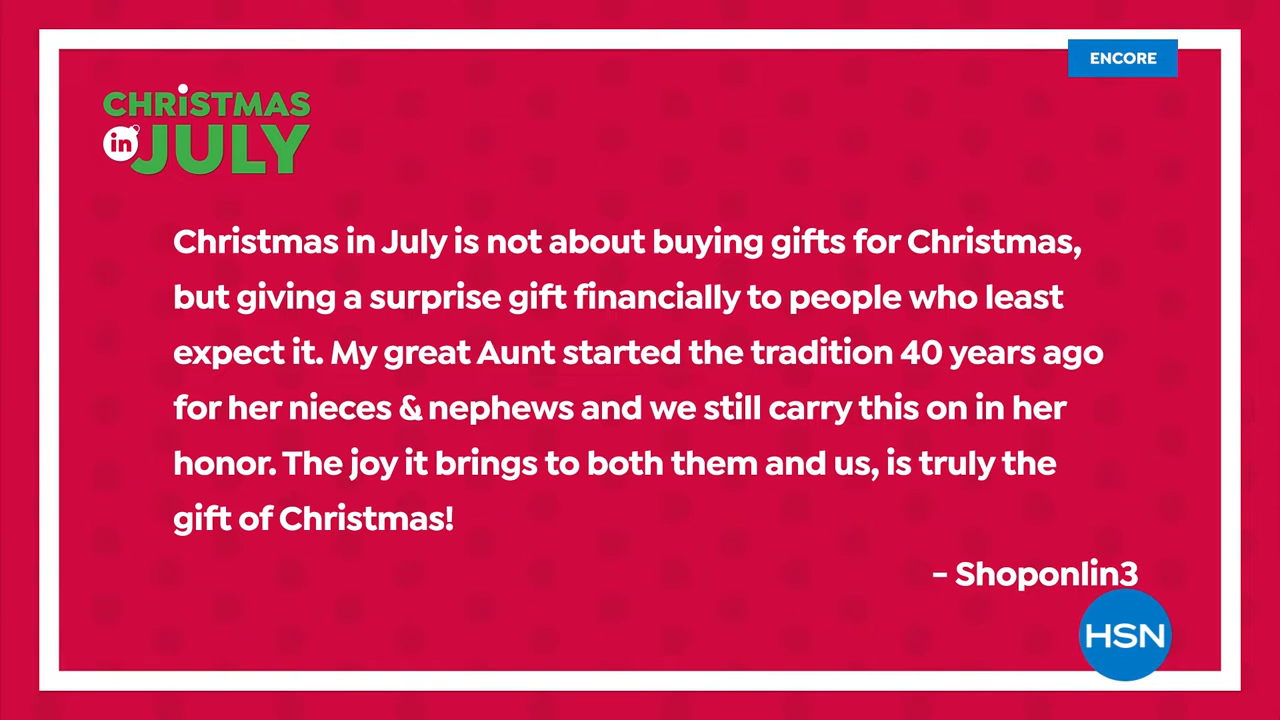 ENCORE
CHRiSTMAS
in JULY
Christmas in July is not about buying gifts for Christmas,
but giving a surprise gift financially to people who least
expect it. My great Aunt started the tradition 40 years ago
for her nieces & nephews and we still carry this on in her
honor. The joy it brings to both them and us, is truly the
gift of Christmas!
- Shoponlin3
HSN